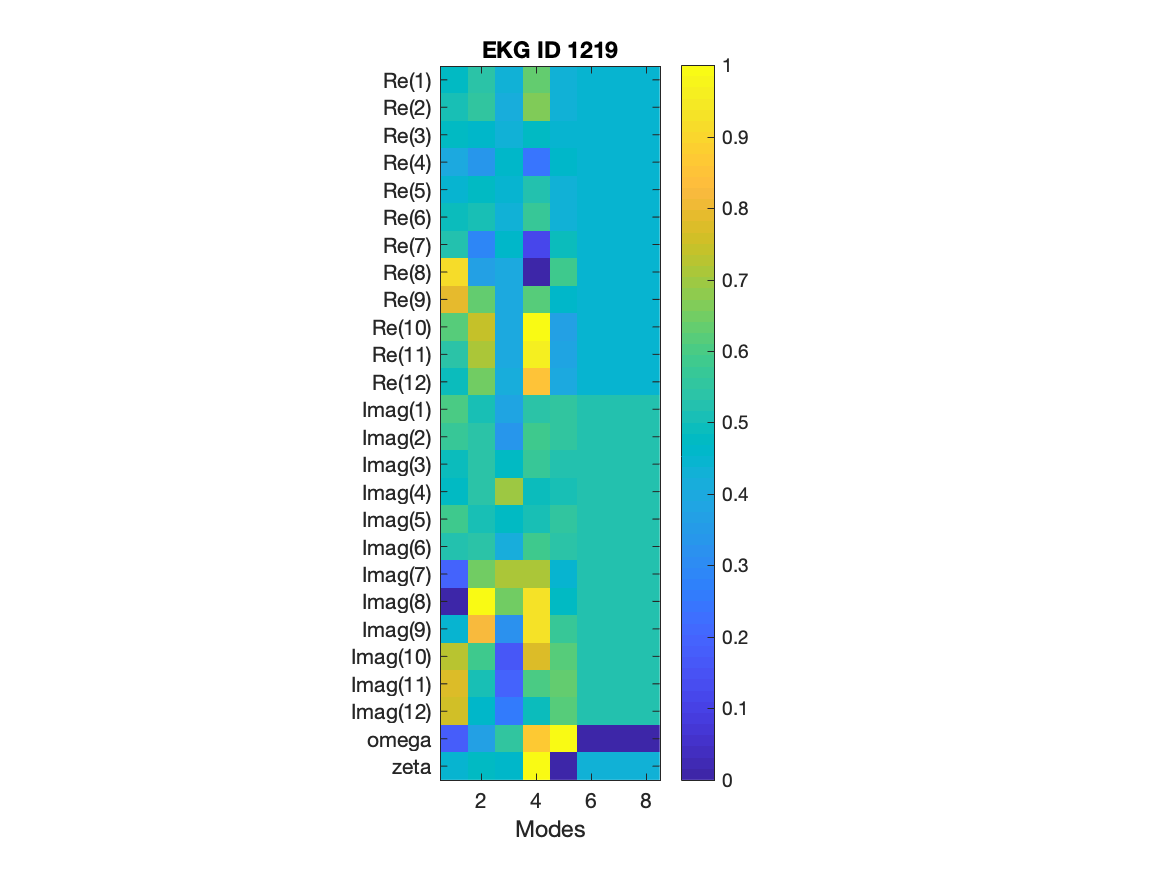 EKG ID 1219
Re(1)
Re(2)
Re(3)
Re(4)
Re(5)
Re(6)
Re(7)
Re(8)
Re(9)
Re(10)
Re(11)
Re(12)
Imag(1)
Imag(2)
Imag(3)
Imag(4)
Imag(5)
Imag(6)
Imag(7)
Imag(8)
Imag(9)
Imag(10)
Imag(11)
Imag(12)
omega
zeta
2 4 6 8
Modes
1
0.9
0.8
0.7
0.6
0.5
0.4
0.3
0.2
0.1
0